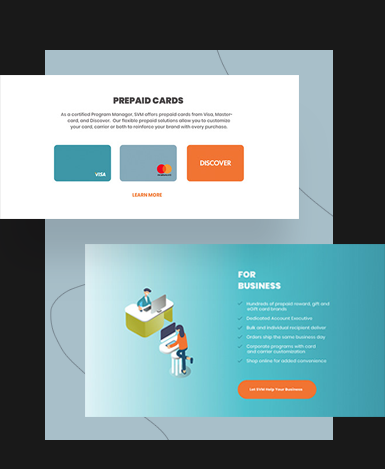 PREPAID CARDS
As a certified Program Manager, SVM offers prepaid cards from Visa, Master-
card, and Discover. Our flexible prepaid solutions allow you to customize
your card, carrier or both to reinforce your brand with every purchase.
VISA
DISCOVER
LEARN MORE
FOR
BUSINESS
Hundreds of prepaid reward, gift and
eGift card brands
Dedicated Account Executive
Bulk and individual recipient deliver
Orders ship the same business day
Corporate programs with card
and carrier customization
Shop online for added convenience
Let SVM Help Your Business